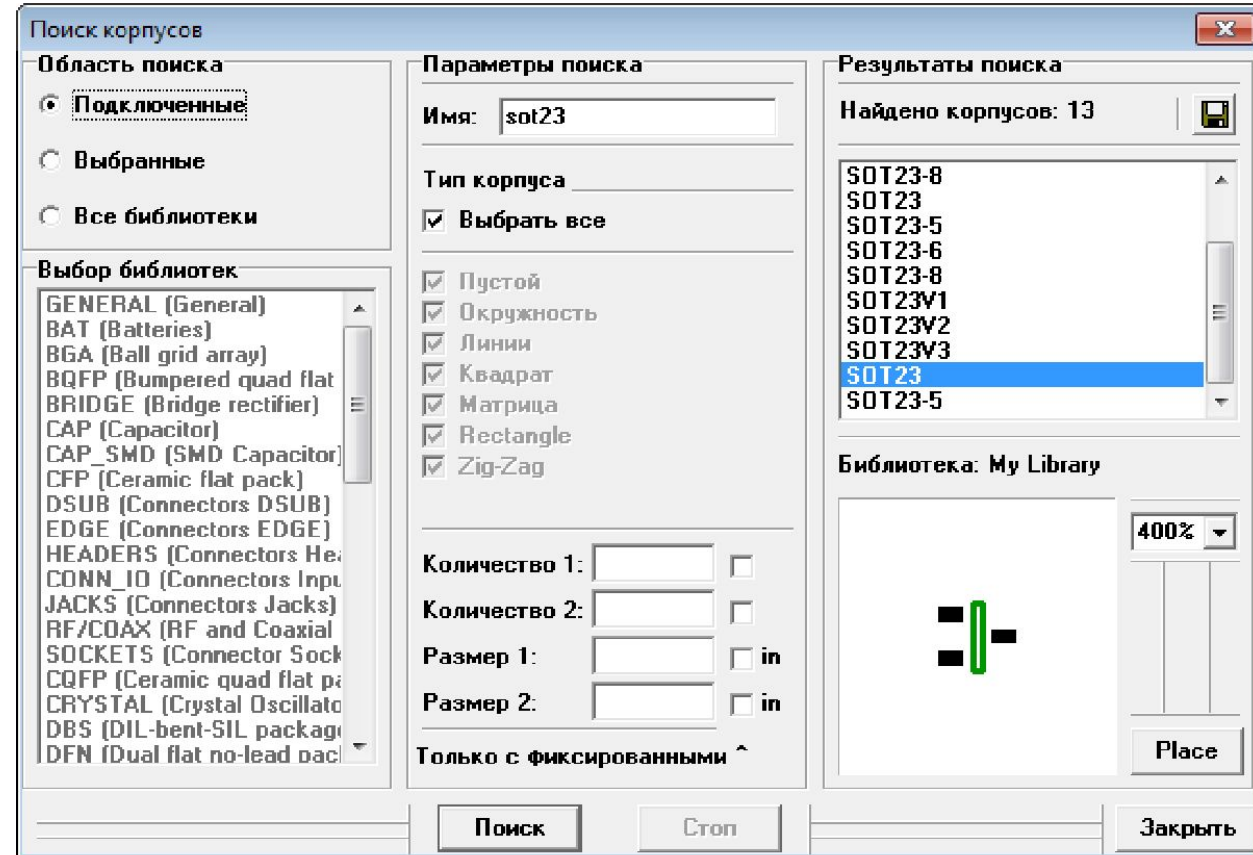 Поиск корпусов
Область поиска
Подключенные
Выбранные
Все библиотеки
Выбор библиотек
GENERAL (General)
BAT (Batteries)
BGA (Ball grid array)
BQFP (Bumpered quad flat
BRIDGE (Bridge rectifier)
CAP (Capacitor)
CAP_SMD (SMD Capacitor)
CFP (Ceramic flat pack)
DSUB (Connectors DSUB)
EDGE (Connectors EDGE)
HEADERS (Connectors Hea
CONN_IO (Connectors Inpu
JACKS (Connectors Jacks)
RF/COAX (RF and Coaxial
SOCKETS (Connector Sock
CQFP (Ceramic quad flat pa
CRYSTAL (Crystal Oscillato
DBS (DIL-bent-SIL package
DFN (Dual flat no-lead pac
Параметры поиска
Имя: sot23
Тип корпуса
Выбрать все
Пустой
Окружность
Линии
Квадрат
Матрица
Rectangle
Zig-Zag
Количество 1:
Количество 2:
Размер 1: in
Размер 2: in
Только с фиксированными ^
Результаты поиска
Найдено корпусов: 13
SOT23-8
SOT23
SOT23-5
SOT23-6
SOT23-8
SOT23V1
SOT23V2
SOT23V3
SOT23
SOT23-5
Библиотека: My Library
400%
Place
Поиск
Стоп
Закрыть